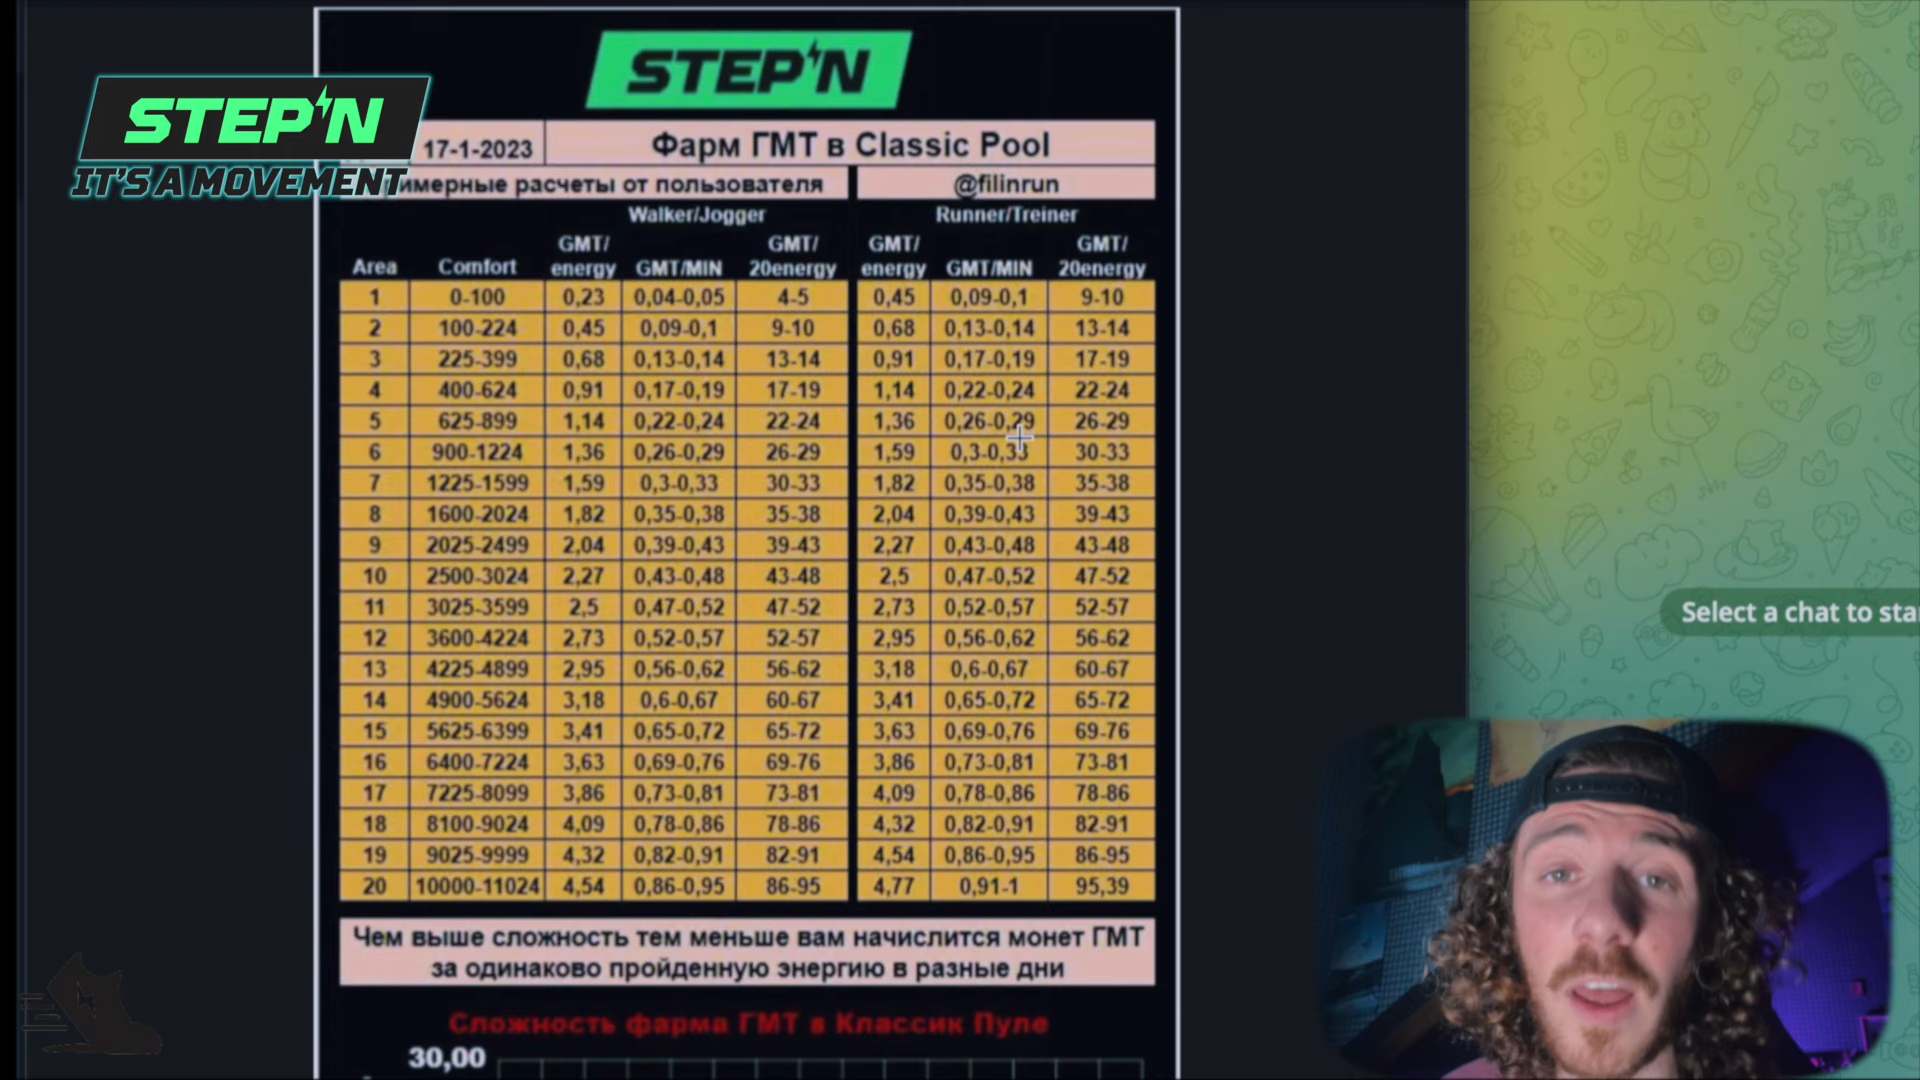 STEP'N
STEP'N
IT'S A MOVEMENT
17-1-2023 Фарм ГМТ в Classic Pool
имерные расчеты от пользователя @filinrun
Walker/Jogger Runner/Treiner
GMT/ GMT/ GMT/ GMT/
Area Comfort energy GMT/MIN 20energy energy GMT/MIN 20energy
1 0-100 0,23 0,04-0,05 4-5 0,45 0,09-0,1 9-10
2 100-224 0,45 0,09-0,1 9-10 0,68 0,13-0,14 13-14
3 225-399 0,68 0,13-0,14 13-14 0,91 0,17-0,19 17-19
4 400-624 0,91 0,17-0,19 17-19 1,14 0,22-0,24 22-24
5 625-899 1,14 0,22-0,24 22-24 1,36 0,26-0,29 26-29
6 900-1224 1,36 0,26-0,29 26-29 1,59 0,3-0,33 30-33
7 1225-1599 1,59 0,3-0,33 30-33 1,82 0,35-0,38 35-38
8 1600-2024 1,82 0,35-0,38 35-38 2,04 0,39-0,43 39-43
9 2025-2499 2,04 0,39-0,43 39-43 2,27 0,43-0,48 43-48
10 2500-3024 2,27 0,43-0,48 43-48 2,5 0,47-0,52 47-52
11 3025-3599 2,5 0,47-0,52 47-52 2,73 0,52-0,57 52-57
12 3600-4224 2,73 0,52-0,57 52-57 2,95 0,56-0,62 56-62
13 4225-4899 2,95 0,56-0,62 56-62 3,18 0,6-0,67 60-67
14 4900-5624 3,18 0,6-0,67 60-67 3,41 0,65-0,72 65-72
15 5625-6399 3,41 0,65-0,72 65-72 3,63 0,69-0,76 69-76
16 6400-7224 3,63 0,69-0,76 69-76 3,86 0,73-0,81 73-81
17 7225-8099 3,86 0,73-0,81 73-81 4,09 0,78-0,86 78-86
18 8100-9024 4,09 0,78-0,86 78-86 4,32 0,82-0,91 82-91
19 9025-9999 4,32 0,82-0,91 82-91 4,54 0,86-0,95 86-95
20 10000-11024 4,54 0,86-0,95 86-95 4,77 0,91-1 95,39
Чем выше сложность тем меньше вам начислится монет ГМТ
за одинаково пройденную энергию в разные дни
Сложность фарма ГМТ в Классик Пуле
30,00
Select a chat to sta